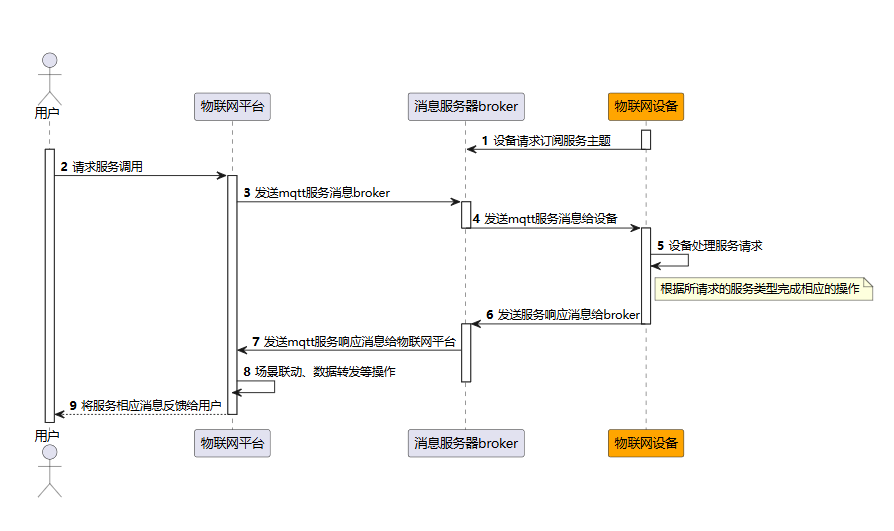 用户
物联网平台
消息服务器broker
物联网设备
1 设备请求订阅服务主题
2 请求服务调用
3 发送mqtt服务消息broker
4 发送mqtt服务消息给设备
5 设备处理服务请求
根据所请求的服务类型完成相应的操作
6 发送服务响应消息给broker
7 发送mqtt服务响应消息给物联网平台
8 场景联动、数据转发等操作
9 将服务相应消息反馈给用户
用户
物联网平台
消息服务器broker
物联网设备